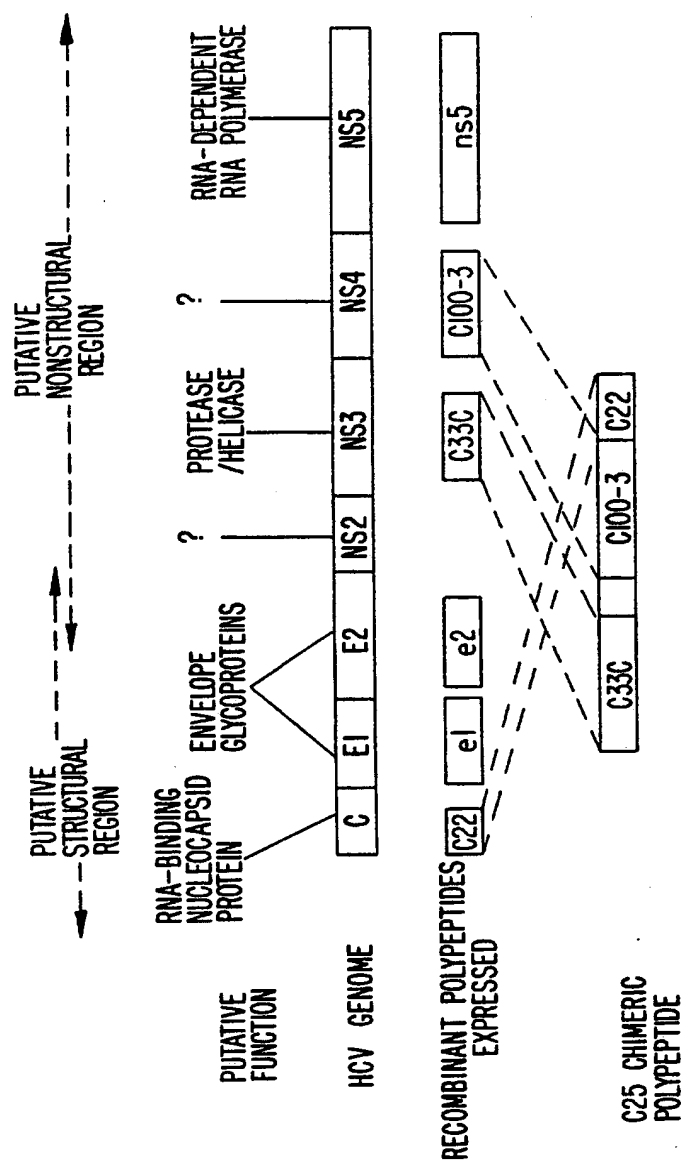 PUTATIVE
STRUCTURAL
REGION
PUTATIVE
NONSTRUCTURAL
REGION
PUTATIVE
FUNCTION
RNA-BINDING
NUCLEOCAPSID
PROTEIN
ENVELOPE
GLYCOPROTEINS
?
PROTEASE
/HELICASE
?
RNA-DEPENDENT
RNA POLYMERASE
HCV GENOME
C
E1
E2
NS2
NS3
NS4
NS5
RECOMBINANT POLYPEPTIDES
EXPRESSED
C22
e1
e2
C33C
C100-3
ns5
C25 CHIMERIC
POLYPEPTIDE
C33C
C100-3
C22